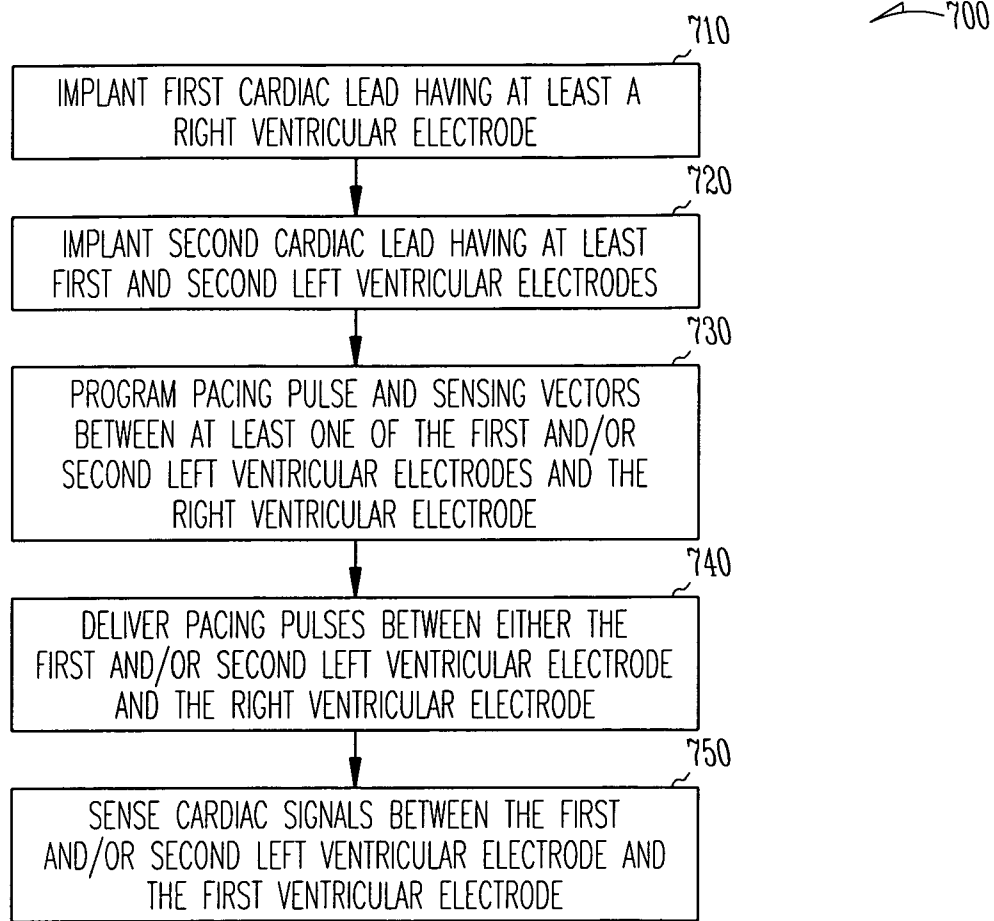 700
710
IMPLANT FIRST CARDIAC LEAD HAVING AT LEAST A
RIGHT VENTRICULAR ELECTRODE
720
IMPLANT SECOND CARDIAC LEAD HAVING AT LEAST
FIRST AND SECOND LEFT VENTRICULAR ELECTRODES
730
PROGRAM PACING PULSE AND SENSING VECTORS
BETWEEN AT LEAST ONE OF THE FIRST AND/OR
SECOND LEFT VENTRICULAR ELECTRODES AND THE
RIGHT VENTRICULAR ELECTRODE
740
DELIVER PACING PULSES BETWEEN EITHER THE
FIRST AND/OR SECOND LEFT VENTRICULAR ELECTRODE
AND THE RIGHT VENTRICULAR ELECTRODE
750
SENSE CARDIAC SIGNALS BETWEEN THE FIRST
AND/OR SECOND LEFT VENTRICULAR ELECTRODE AND
THE FIRST VENTRICULAR ELECTRODE